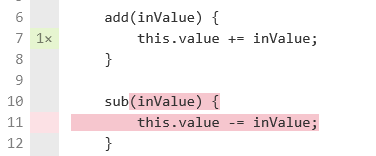 6 add(inValue) {
7 1× this.value += inValue;
8 }
9
10 sub(inValue) {
11 this.value -= inValue;
12 }